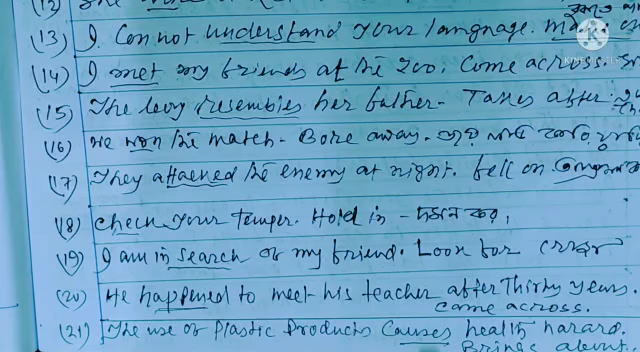 (12) She
(13) I Con not understand your language. make
(14) I met my friends at the zoo. Come across.
(15) The boy resembles her father - Takes after
(16) He won the match - Bore away.
(17) They attacked the enemy at night. fell on
(18) Check your temper. Hold in - দমন করা,
(19) I am in search of my friend. Look for
(20) He happened to meet his teacher after Thirty years.
come across.
(21) The use of Plastic Products Causes health hazard.
Brings about.